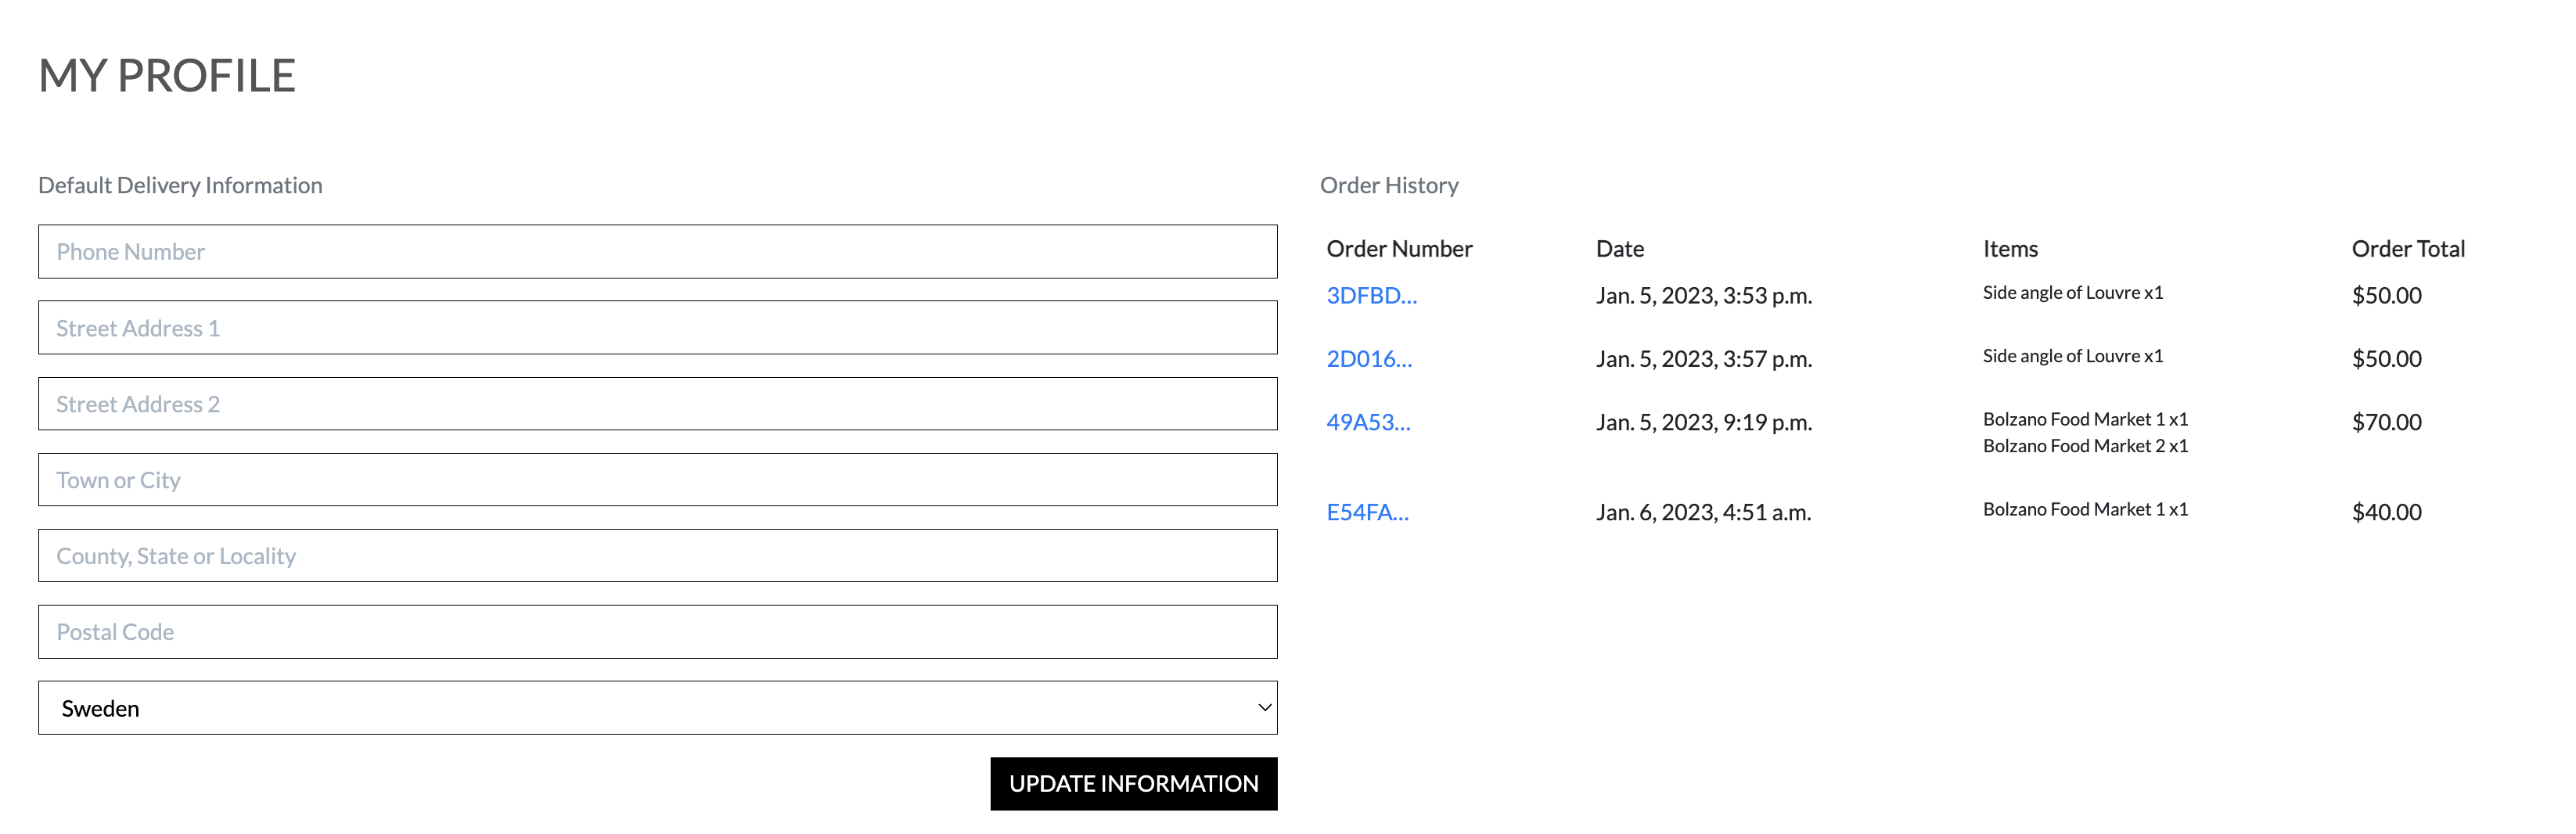 MY PROFILE
Default Delivery Information
Phone Number
Street Address 1
Street Address 2
Town or City
County, State or Locality
Postal Code
Sweden
UPDATE INFORMATION
Order History
Order Number Date Items Order Total
3DFBD... Jan. 5, 2023, 3:53 p.m. Side angle of Louvre x1 $50.00
2D016... Jan. 5, 2023, 3:57 p.m. Side angle of Louvre x1 $50.00
49A53... Jan. 5, 2023, 9:19 p.m. Bolzano Food Market 1 x1 $70.00
Bolzano Food Market 2 x1
E54FA... Jan. 6, 2023, 4:51 a.m. Bolzano Food Market 1 x1 $40.00